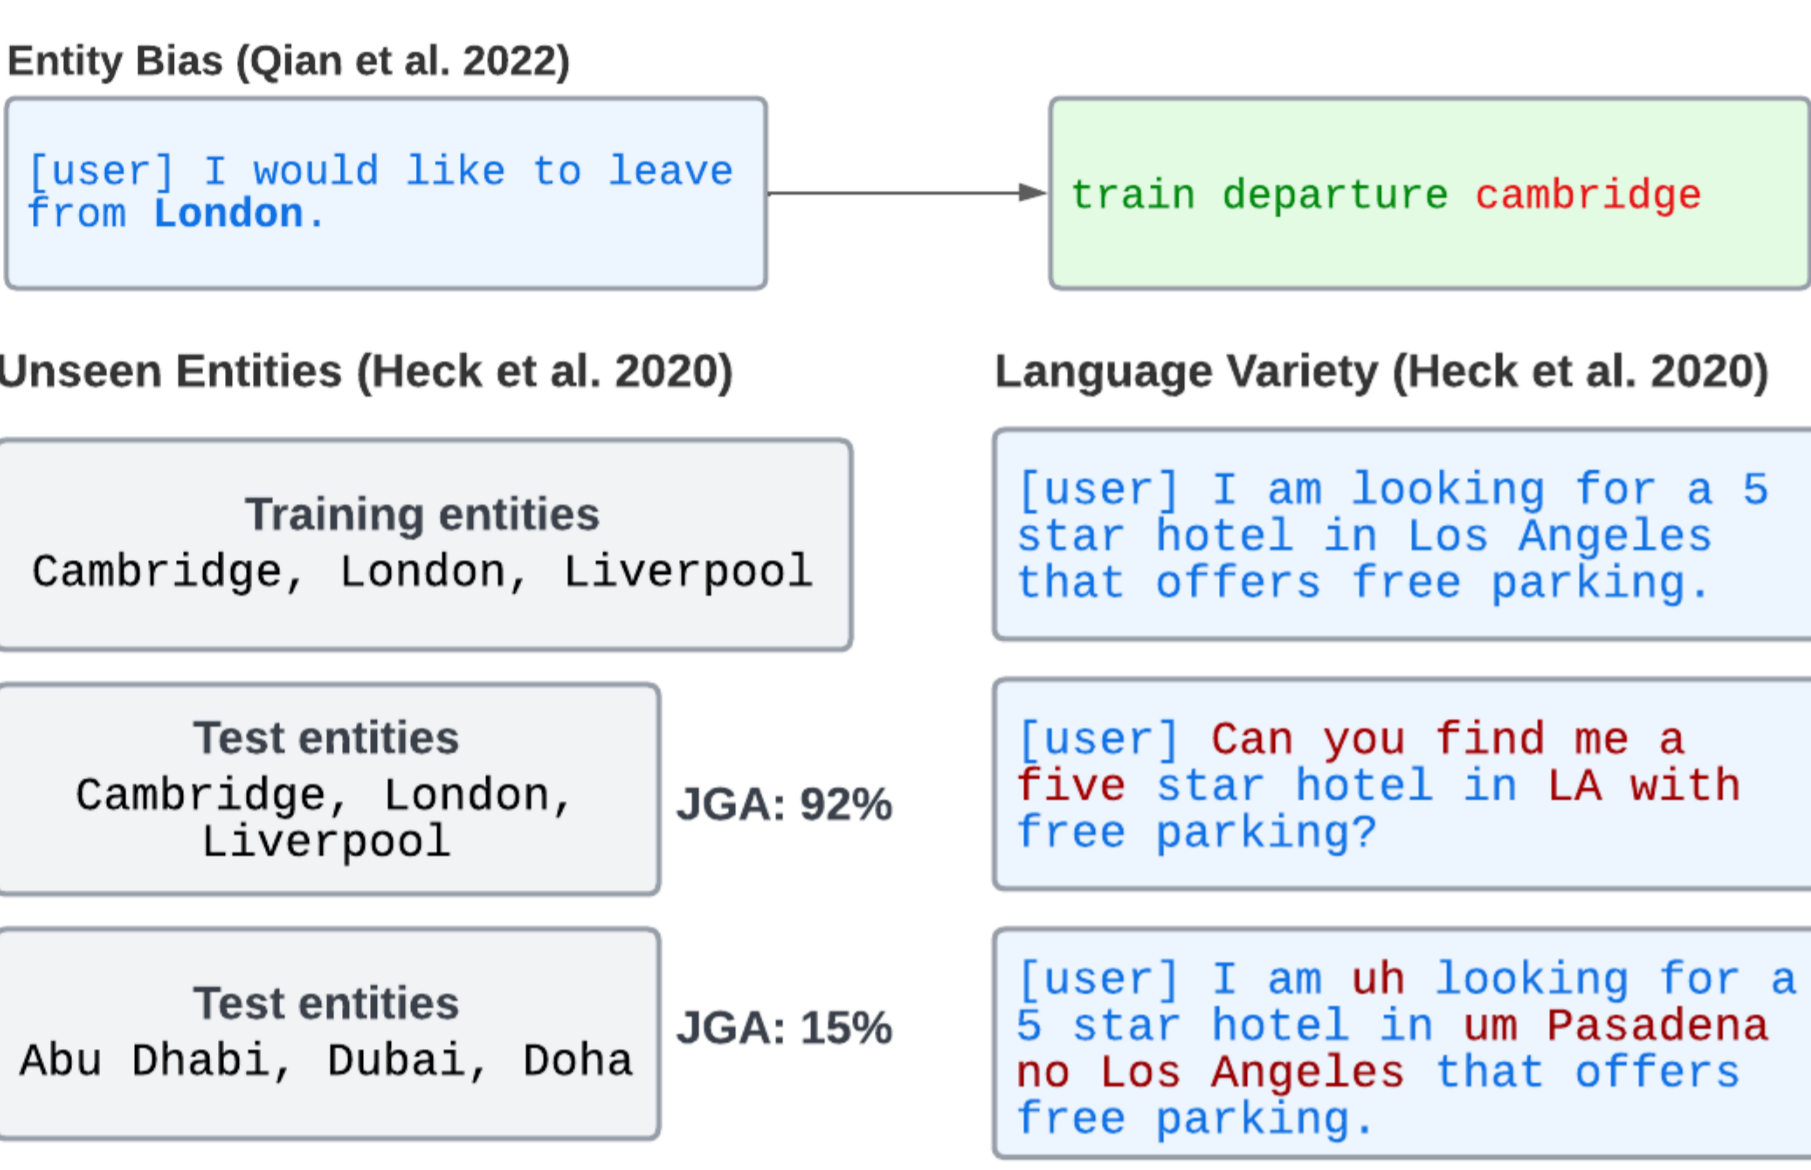 Entity Bias (Qian et al. 2022)
[user] I would like to leave
from London.
train departure cambridge
Unseen Entities (Heck et al. 2020)
Training entities
Cambridge, London, Liverpool
Test entities
Cambridge, London,
Liverpool
JGA: 92%
Test entities
Abu Dhabi, Dubai, Doha
JGA: 15%
Language Variety (Heck et al. 2020)
[user] I am looking for a 5
star hotel in Los Angeles
that offers free parking.
[user] Can you find me a
five star hotel in LA with
free parking?
[user] I am uh looking for a
5 star hotel in um Pasadena
no Los Angeles that offers
free parking.